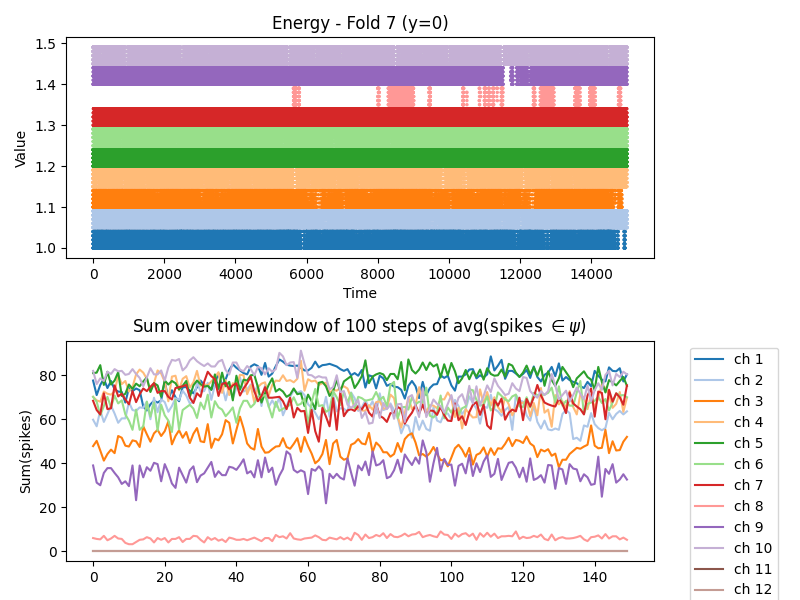 Energy - Fold 7 (y=0)
1.5
1.4
1.3
1.2
1.1
1.0
Value
0 2000 4000 6000 8000 10000 12000 14000
Time
Sum over timewindow of 100 steps of avg(spikes ∈ψ)
80
60
40
20
0
Sum(spikes)
0 20 40 60 80 100 120 140
ch 1
ch 2
ch 3
ch 4
ch 5
ch 6
ch 7
ch 8
ch 9
ch 10
ch 11
ch 12